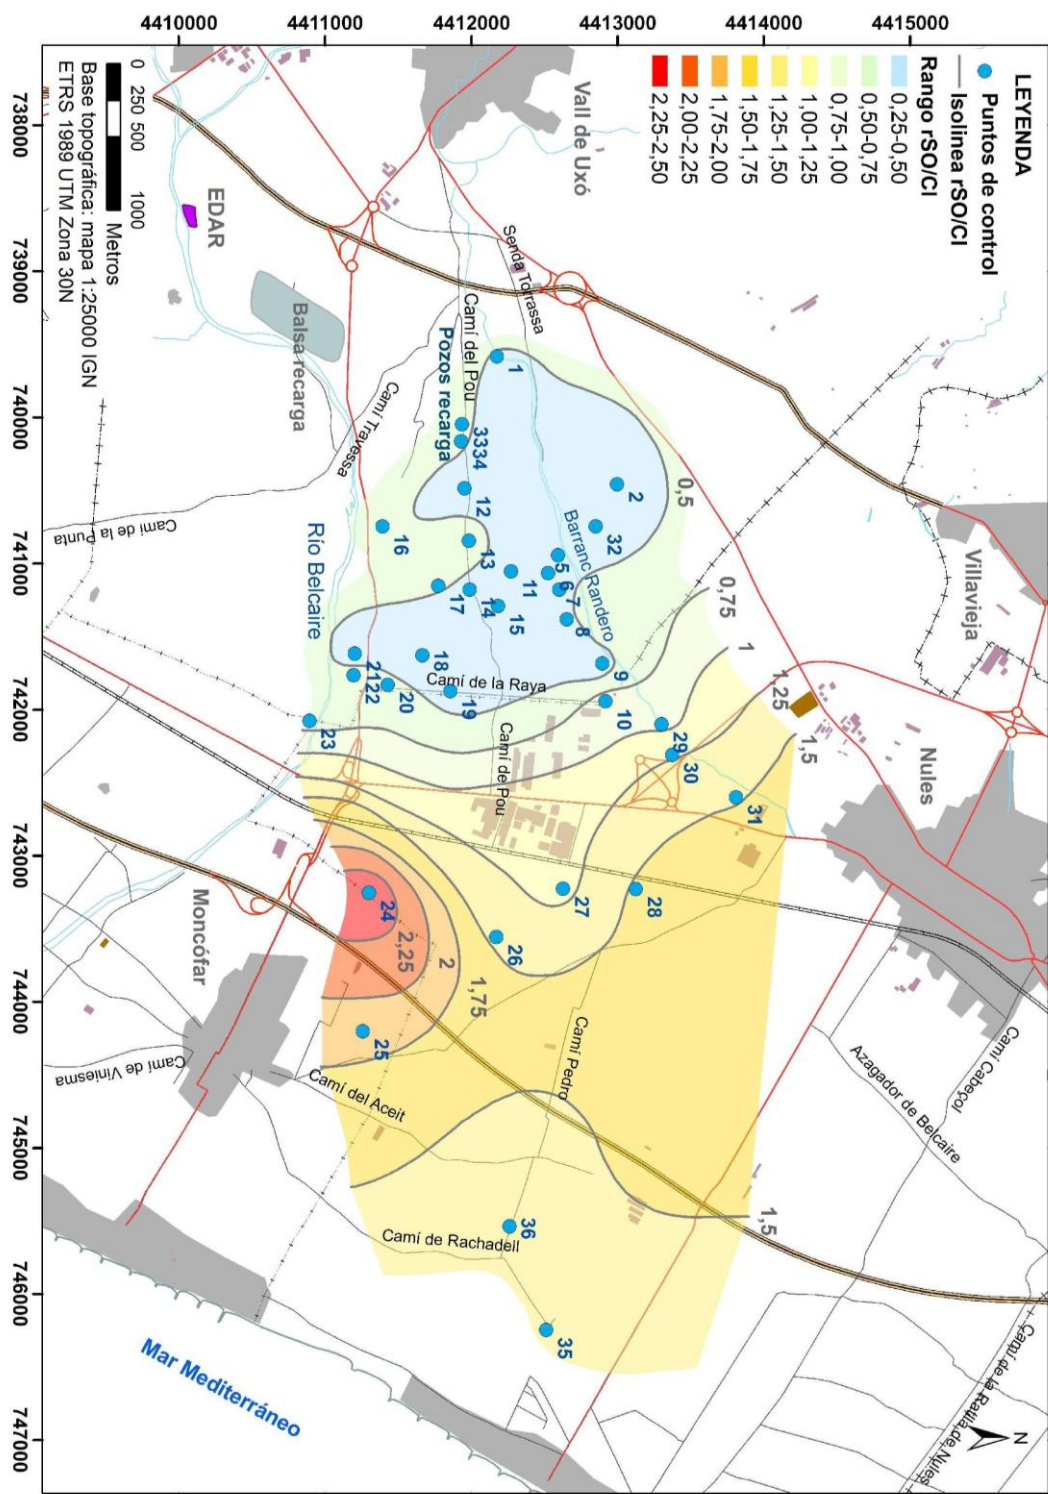 4410000
4411000
4412000
4413000
4414000
4415000
738000
739000
740000
741000
742000
743000
744000
745000
746000
747000
LEYENDA
Puntos de control
Isolinea rSO/Cl
Rango rSO/Cl
0,25-0,50
0,50-0,75
0,75-1,00
1,00-1,25
1,25-1,50
1,50-1,75
1,75-2,00
2,00-2,25
2,25-2,50
0 250 500 1000
Metros
Base topográfica: mapa 1:25000 IGN
ETRS 1989 UTM Zona 30N
N
Vall de Uxó
Villavieja
Nules
Moncófar
EDAR
Balsa recarga
Senda Torrassa
Camí del Pou
Pozos recarga
Camí Travessa
Camí de la Punta
Río Belcaire
Barranc Randero
Camí de la Raya
Camí de Pou
Camí Pedro
Camí Cabeçol
Azagador de Belcaire
Camí de Viniesma
Camí del Aceit
Camí de Rachadell
Camí de la Ratlla de Nules
Mar Mediterráneo
0,5
0,75
1
1,25
1,5
1,75
2
2,25
1,5
1
2
32
3334
12
13
16
5
6
7
8
11
14
15
17
18
19
20
2122
23
9
10
29
30
31
27
28
26
24
25
36
35